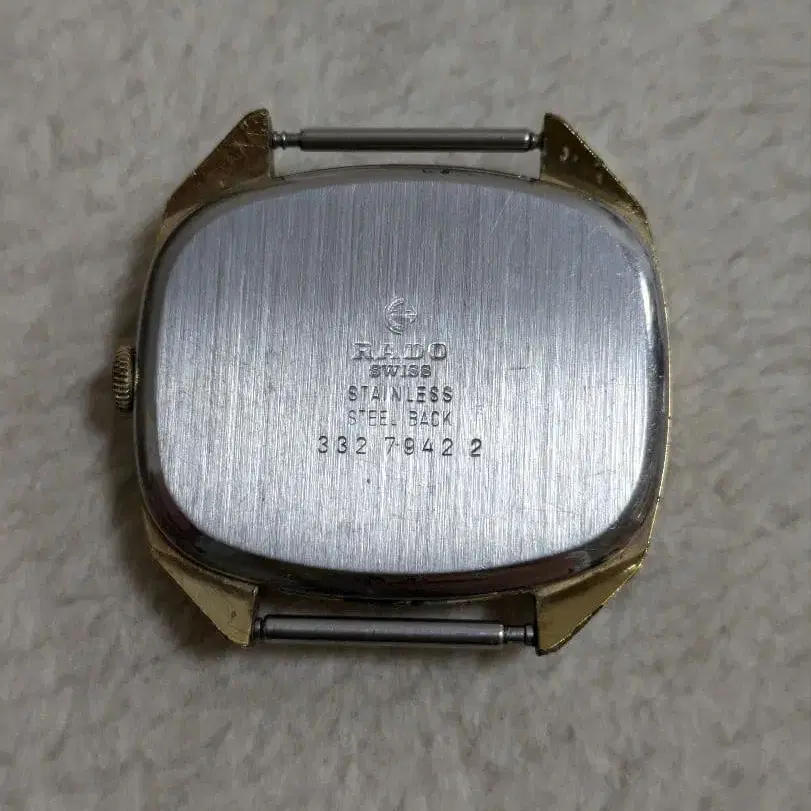 RADO
SWISS
STAINLESS
STEEL BACK
332 7942 2